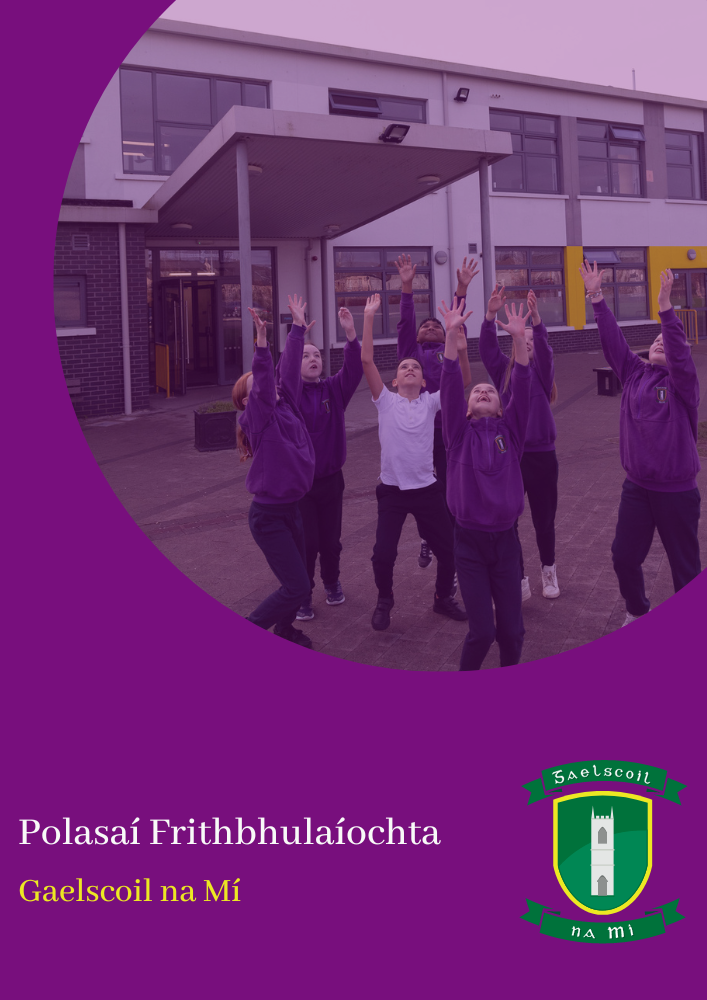 Polasaí Frithbhulaíochta
Gaelscoil na Mí
Gaelscoil
na Mí